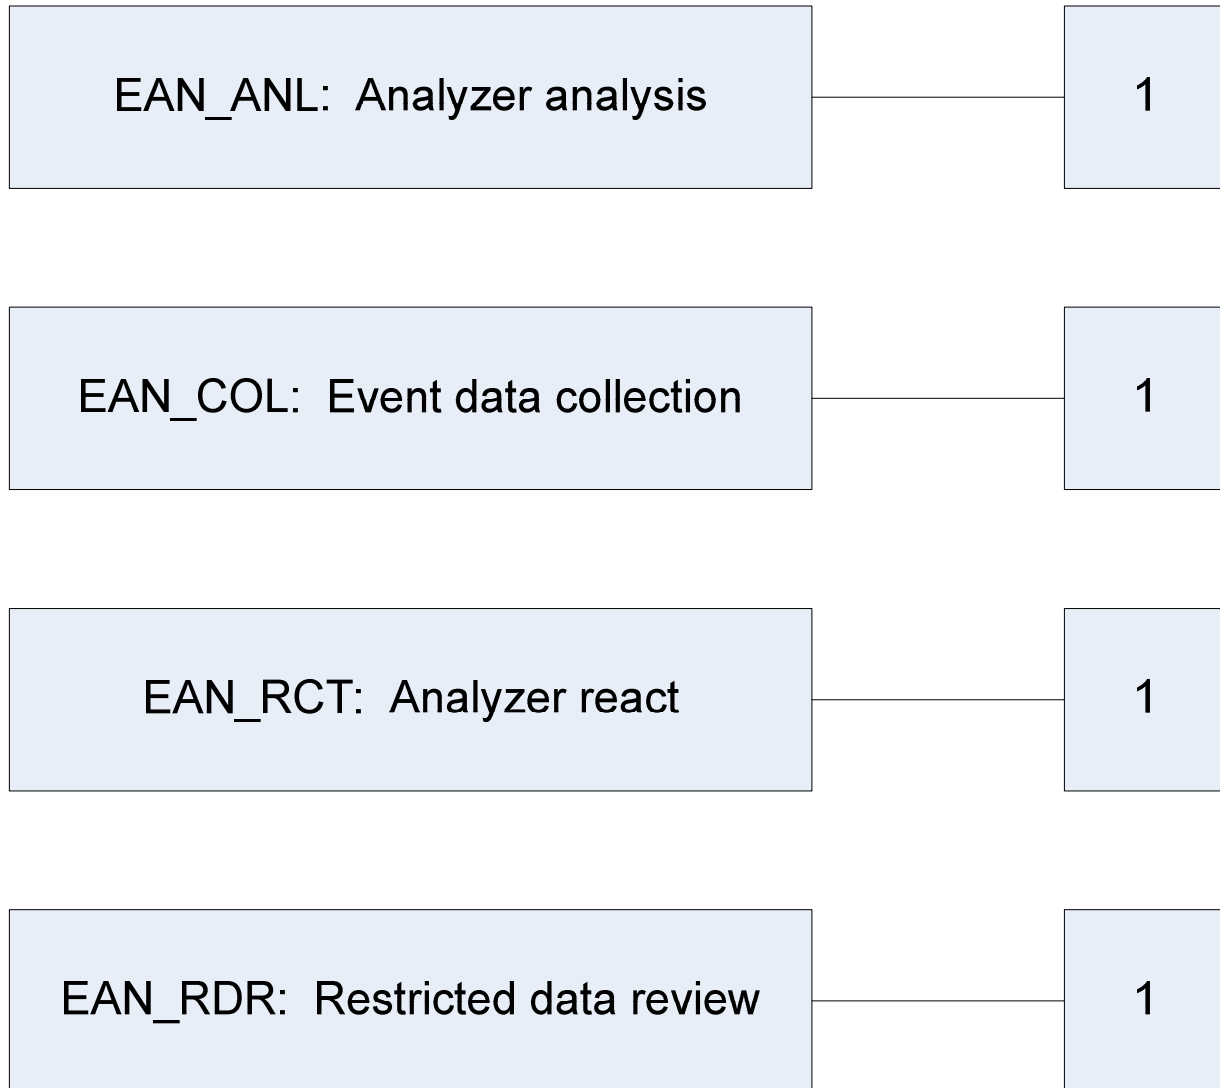 EAN_ANL: Analyzer analysis 1
EAN_COL: Event data collection 1
EAN_RCT: Analyzer react 1
EAN_RDR: Restricted data review 1